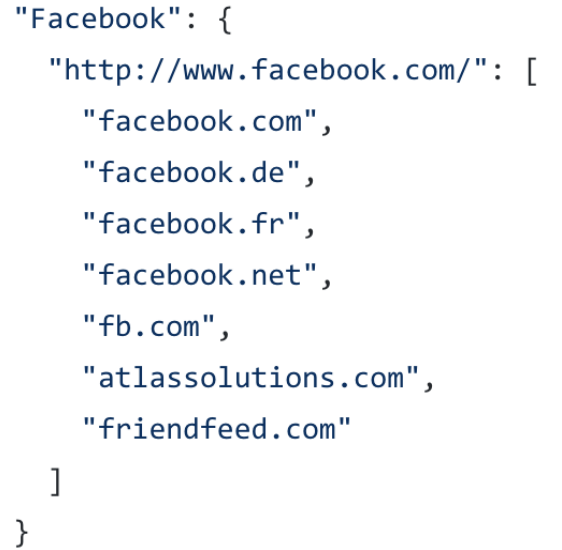 "Facebook": {
  "http://www.facebook.com/": [
    "facebook.com",
    "facebook.de",
    "facebook.fr",
    "facebook.net",
    "fb.com",
    "atlassolutions.com",
    "friendfeed.com"
  ]
}